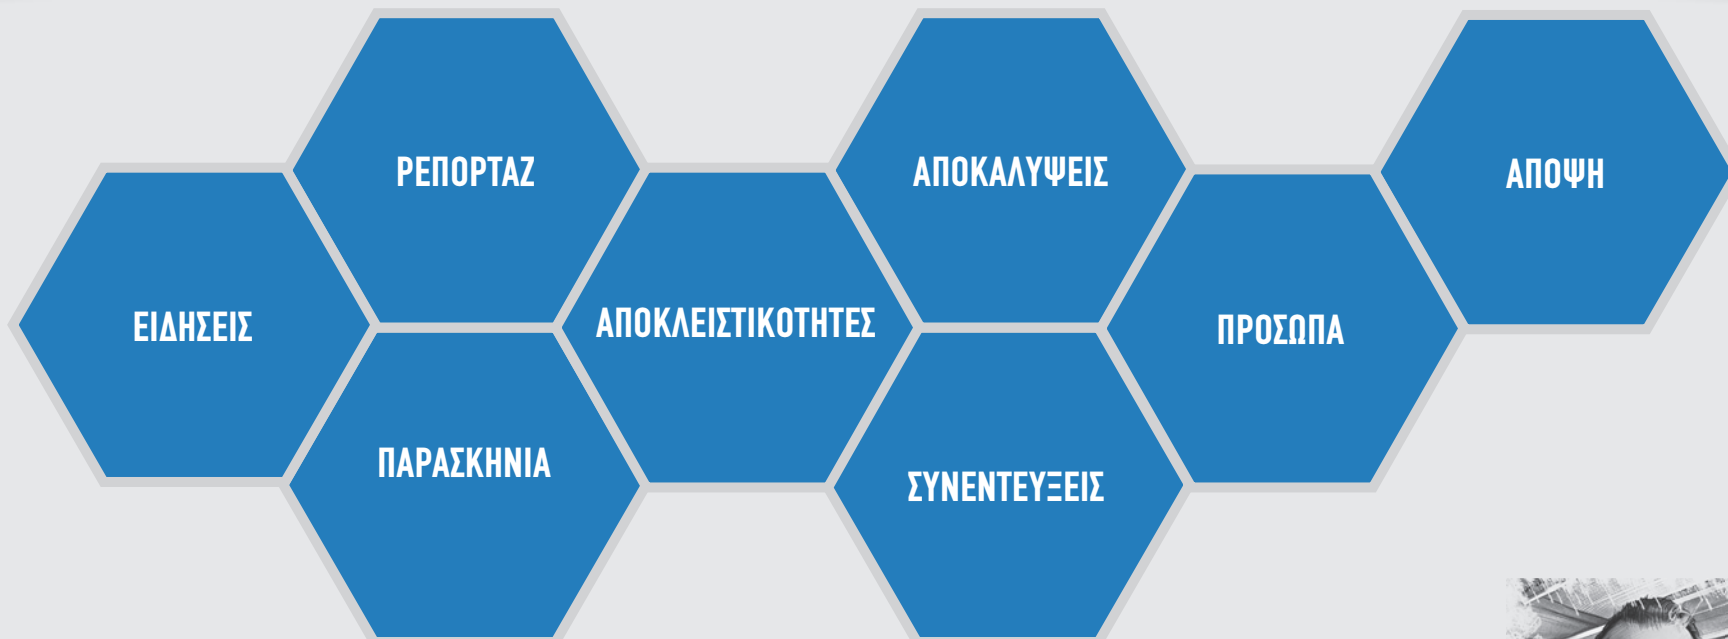 ΡΕΠΟΡΤΑΖ
ΑΠΟΚΑΛΥΨΕΙΣ
ΑΠΟΨΗ
ΕΙΔΗΣΕΙΣ
ΑΠΟΚΛΕΙΣΤΙΚΟΤΗΤΕΣ
ΠΡΟΣΩΠΑ
ΠΑΡΑΣΚΗΝΙΑ
ΣΥΝΕΝΤΕΥΞΕΙΣ